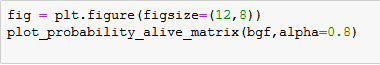 fig = plt.figure(figsize=(12,8))
plot_probability_alive_matrix(bgf,alpha=0.8)